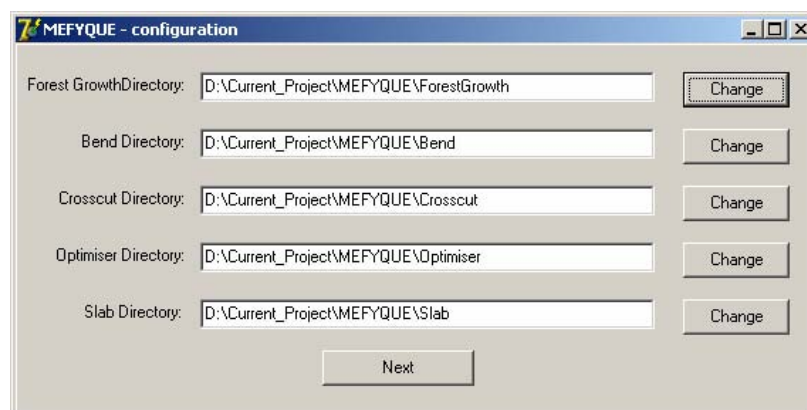 MEFYQUE - configuration
Forest GrowthDirectory: D:\Current_Project\MEFYQUE\ForestGrowth Change
Bend Directory: D:\Current_Project\MEFYQUE\Bend Change
Crosscut Directory: D:\Current_Project\MEFYQUE\Crosscut Change
Optimiser Directory: D:\Current_Project\MEFYQUE\Optimiser Change
Slab Directory: D:\Current_Project\MEFYQUE\Slab Change
Next